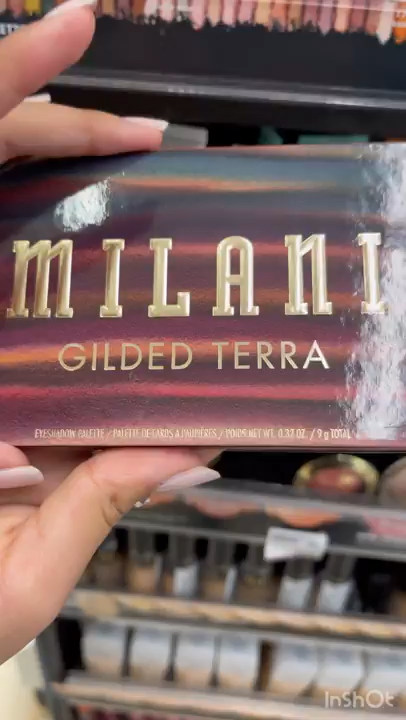 MILANI
GILDED TERRA
EYESHADOW PALETTE / PALETTE DE FARDS À PAUPIÈRES / POIDS NET WT. 0.32 OZ. / 9 g TOTAL
InShOt